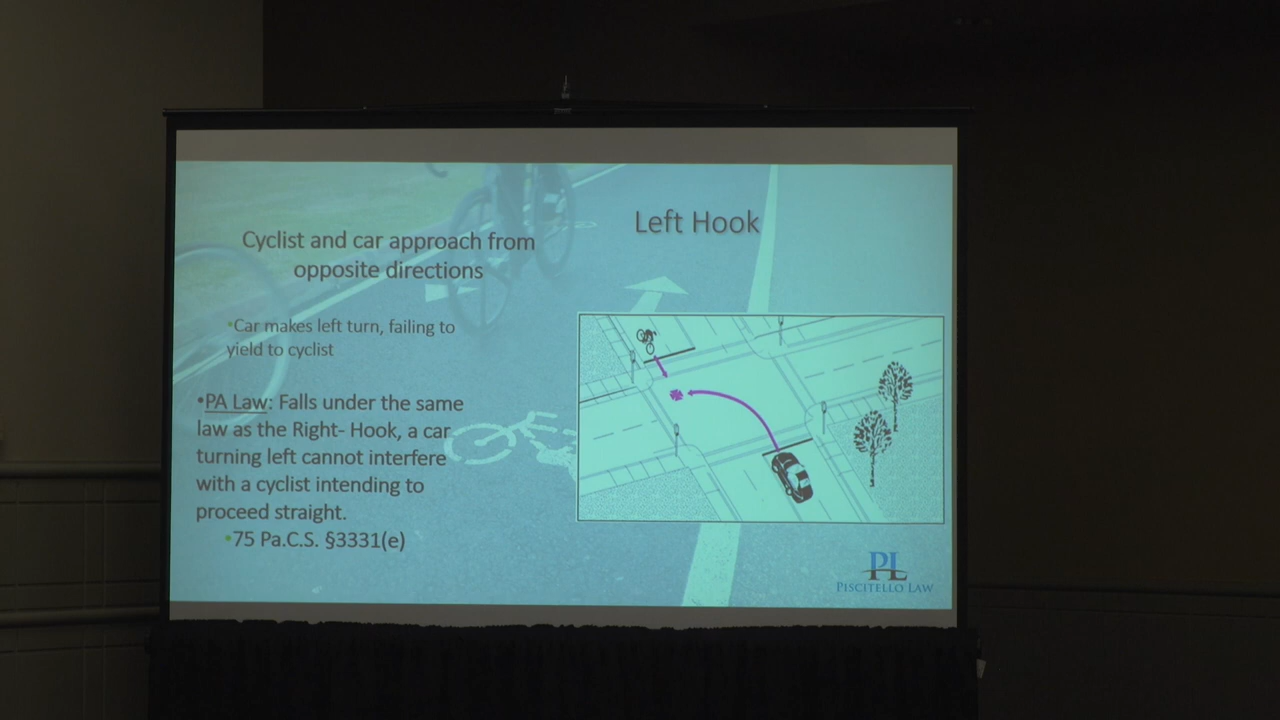 Left Hook
Cyclist and car approach from
opposite directions
•Car makes left turn, failing to
yield to cyclist
•PA Law: Falls under the same
law as the Right- Hook, a car
turning left cannot interfere
with a cyclist intending to
proceed straight.
•75 Pa.C.S. §3331(e)
PL
PISCITELLO LAW